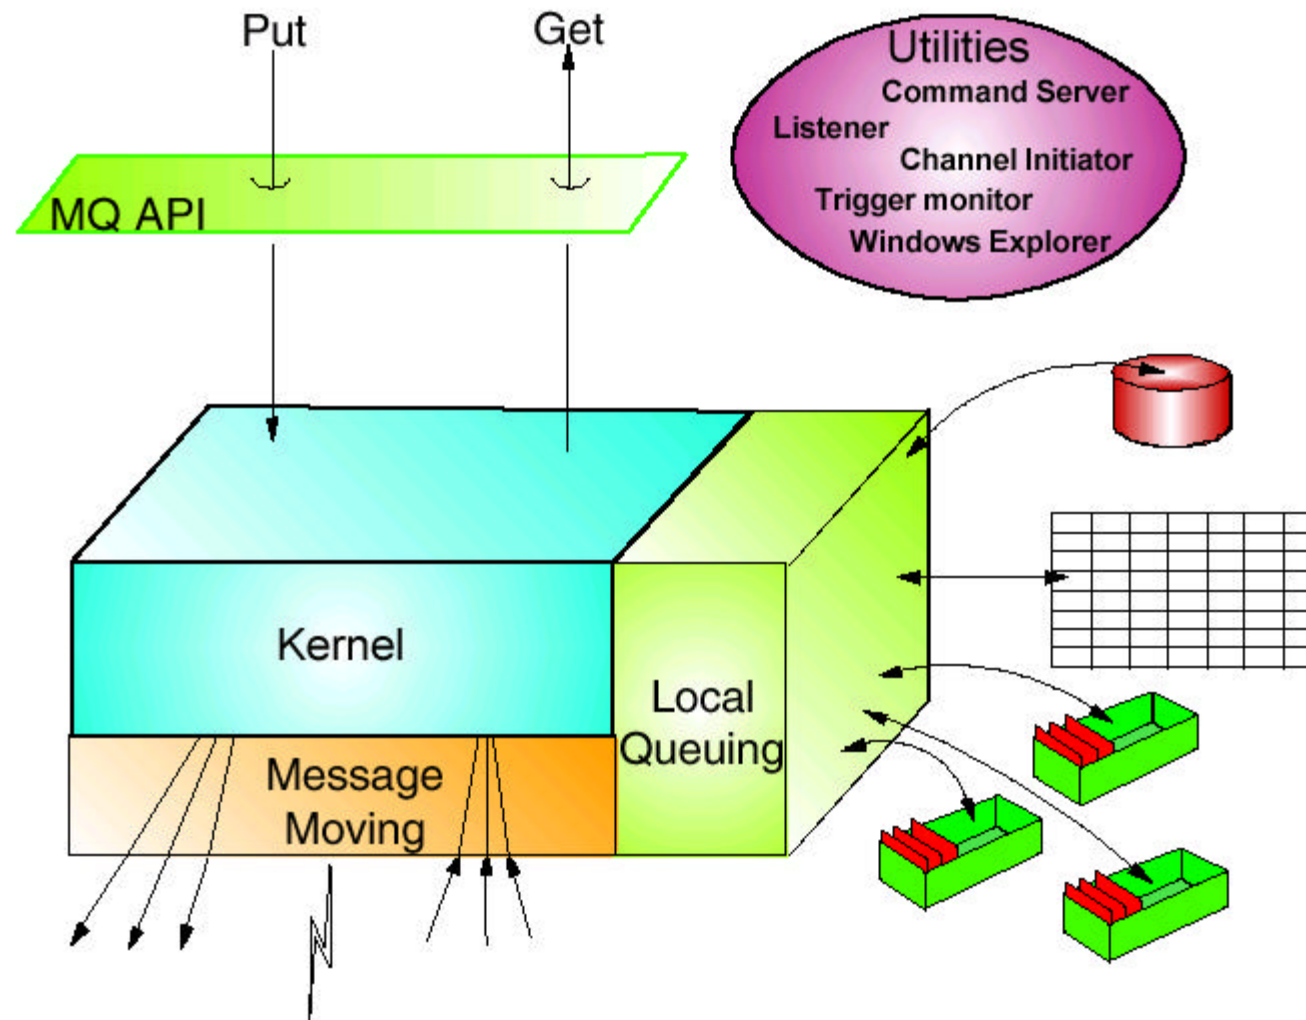 Put
Get
Utilities
Command Server
Listener
Channel Initiator
Trigger monitor
Windows Explorer
MQ API
Kernel
Local
Queuing
Message
Moving